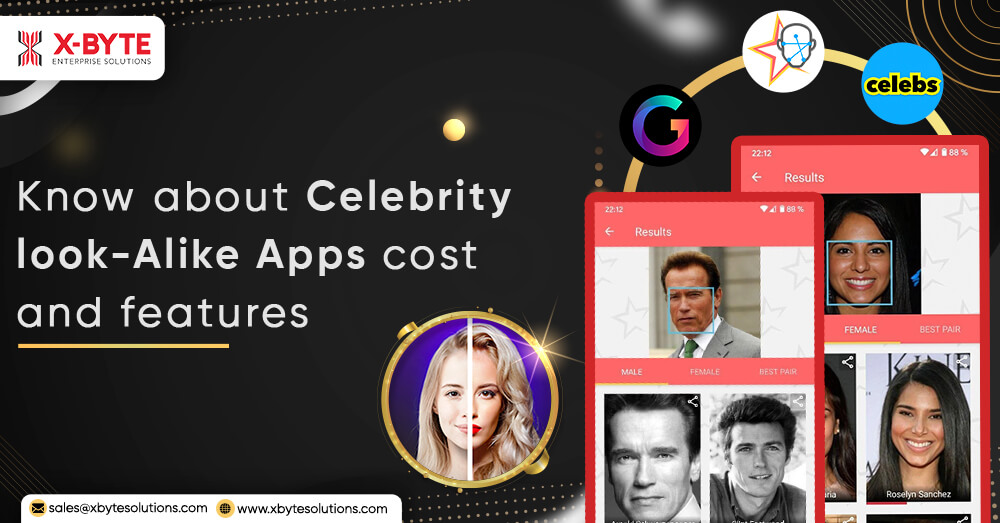 X-BYTE
ENTERPRISE SOLUTIONS
Know about Celebrity
look-Alike Apps cost
and features
celebs
22:12
88 %
Results
FEMALE
BEST PAIR
Roselyn Sanchez
22:12
88 %
Results
MALE
FEMALE
BEST PAIR
sales@xbytesolutions.com
www.xbytesolutions.com